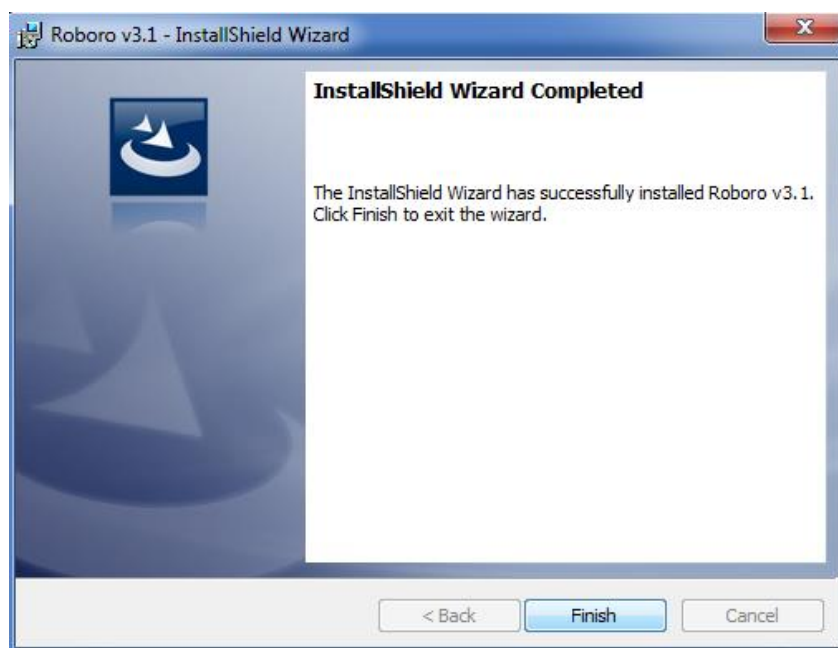 Roboro v3.1 - InstallShield Wizard
InstallShield Wizard Completed
The InstallShield Wizard has successfully installed Roboro v3.1.
Click Finish to exit the wizard.
< Back
Finish
Cancel